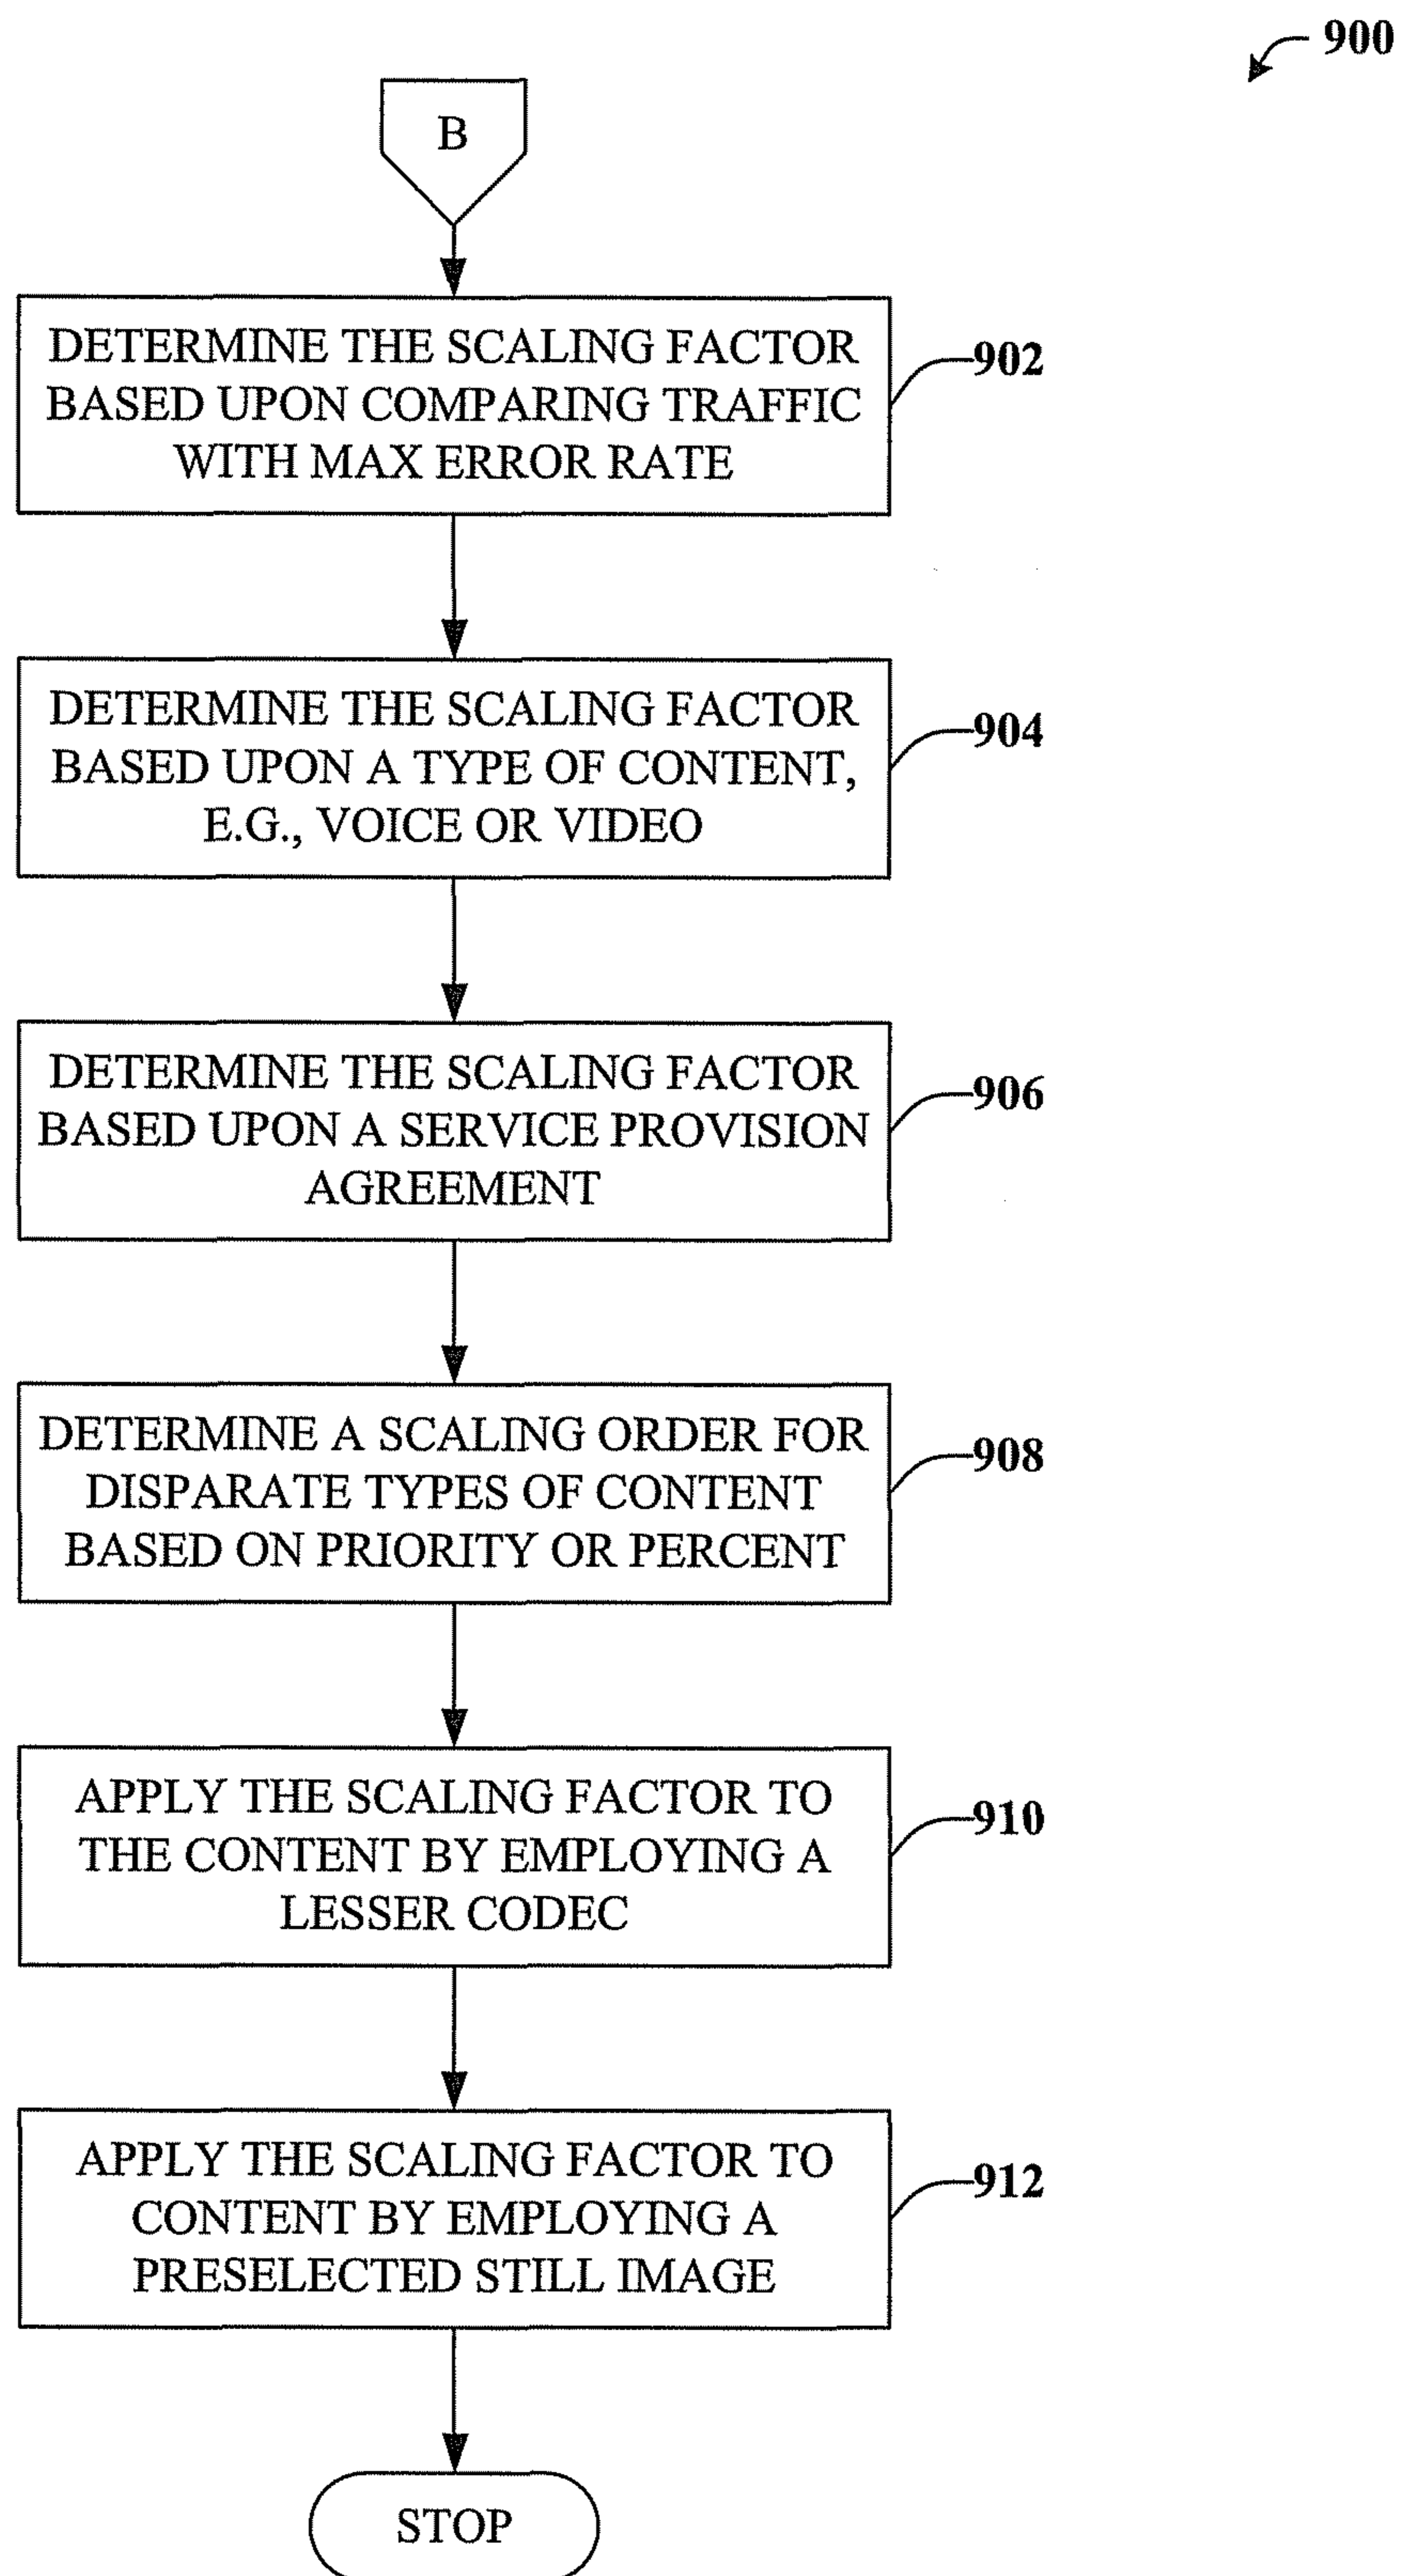 900
B
DETERMINE THE SCALING FACTOR
BASED UPON COMPARING TRAFFIC
WITH MAX ERROR RATE
902
DETERMINE THE SCALING FACTOR
BASED UPON A TYPE OF CONTENT,
E.G., VOICE OR VIDEO
904
DETERMINE THE SCALING FACTOR
BASED UPON A SERVICE PROVISION
AGREEMENT
906
DETERMINE A SCALING ORDER FOR
DISPARATE TYPES OF CONTENT
BASED ON PRIORITY OR PERCENT
908
APPLY THE SCALING FACTOR TO
THE CONTENT BY EMPLOYING A
LESSER CODEC
910
APPLY THE SCALING FACTOR TO
CONTENT BY EMPLOYING A
PRESELECTED STILL IMAGE
912
STOP